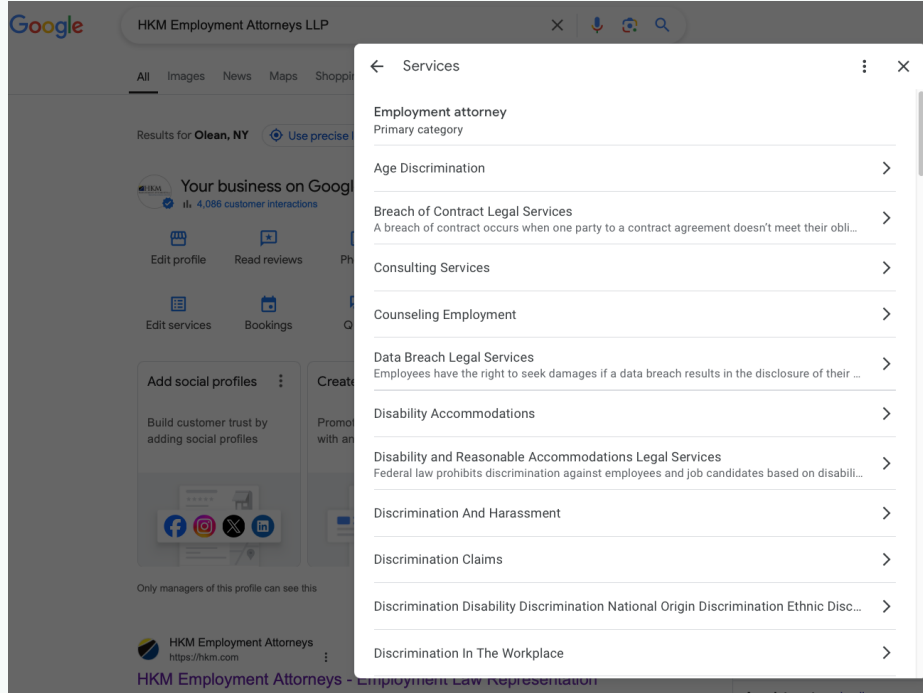 Google
HKM Employment Attorneys LLP
All Images News Maps Shoppi
Results for Olean, NY Use precise l
HKM
Your business on Googl
4,086 customer interactions
Edit profile Read reviews Ph
Edit services Bookings Q
Add social profiles
Build customer trust by
adding social profiles
Create
Promot
with an
Only managers of this profile can see this
HKM Employment Attorneys
https://hkm.com
HKM Employment Attorneys - Employment Law Representation
Services
Employment attorney
Primary category
Age Discrimination
Breach of Contract Legal Services
A breach of contract occurs when one party to a contract agreement doesn't meet their obli...
Consulting Services
Counseling Employment
Data Breach Legal Services
Employees have the right to seek damages if a data breach results in the disclosure of their ...
Disability Accommodations
Disability and Reasonable Accommodations Legal Services
Federal law prohibits discrimination against employees and job candidates based on disabili...
Discrimination And Harassment
Discrimination Claims
Discrimination Disability Discrimination National Origin Discrimination Ethnic Disc...
Discrimination In The Workplace